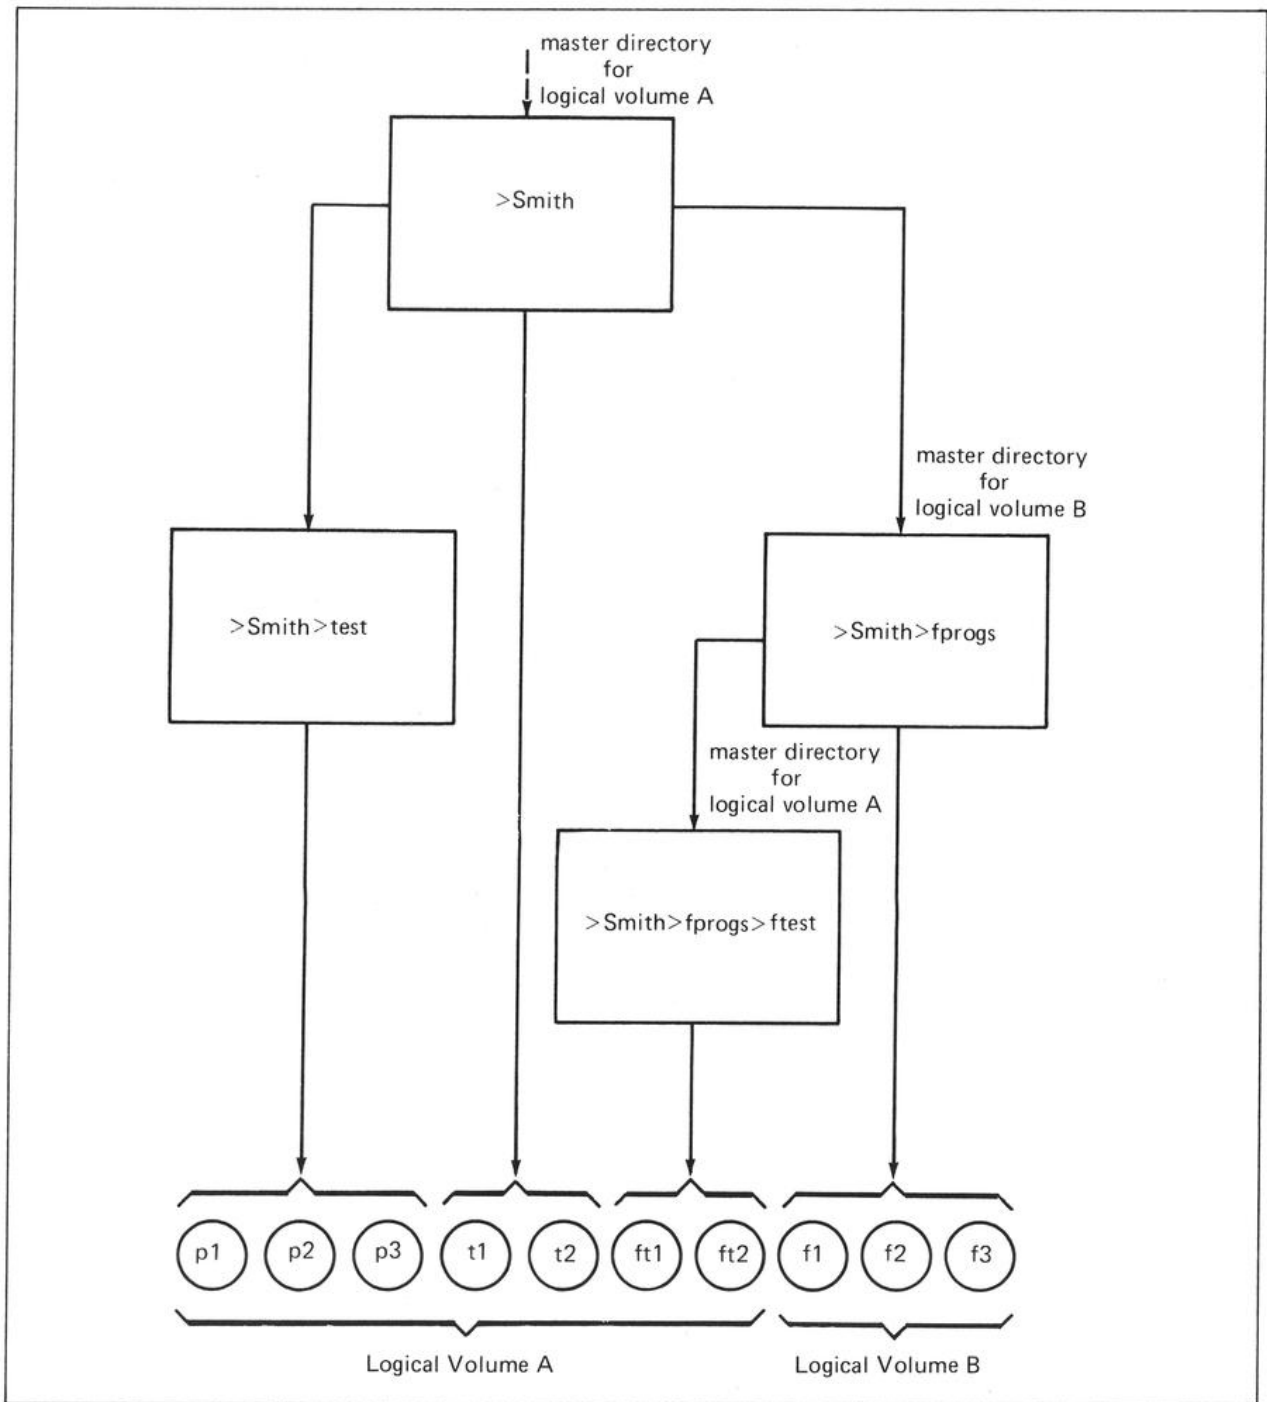 master directory
for
logical volume A
>Smith
master directory
for
logical volume B
>Smith>test
>Smith>fprogs
master directory
for
logical volume A
>Smith>fprogs>ftest
p1 p2 p3 t1 t2 ft1 ft2 f1 f2 f3
Logical Volume A
Logical Volume B